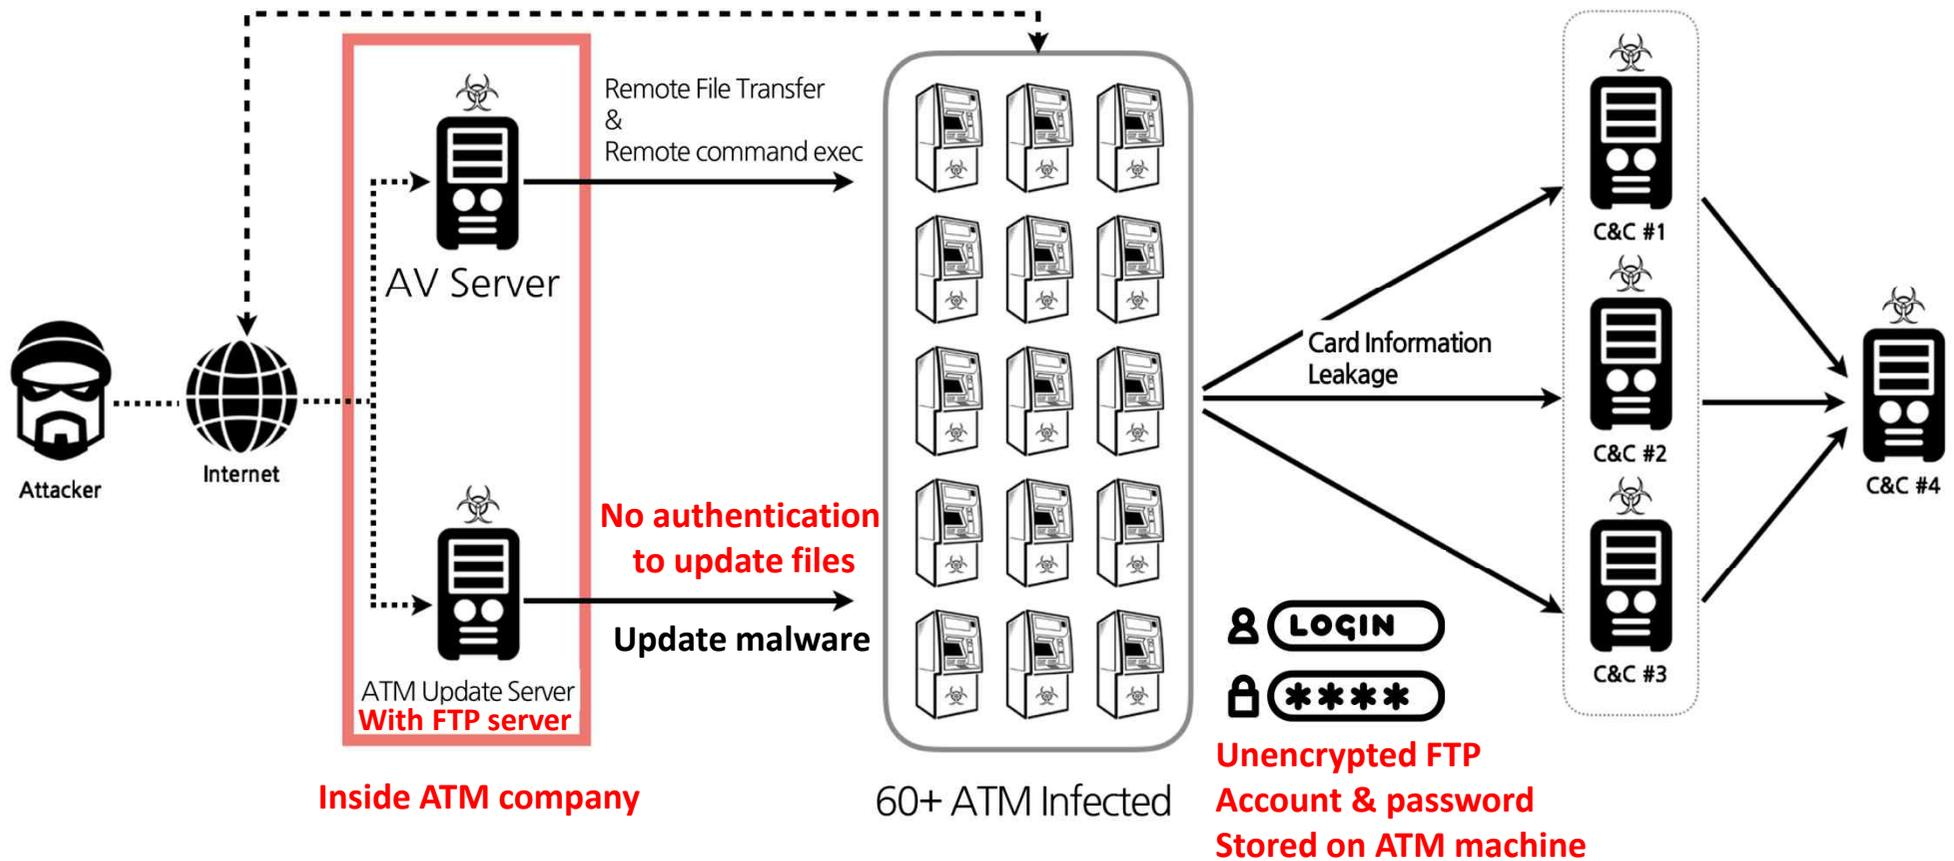 Remote File Transfer
&
Remote command exec
AV Server
Attacker
Internet
No authentication
to update files
Update malware
ATM Update Server
With FTP server
Inside ATM company
60+ ATM Infected
Card Information
Leakage
LOGIN
****
Unencrypted FTP
Account & password
Stored on ATM machine
C&C #1
C&C #2
C&C #3
C&C #4